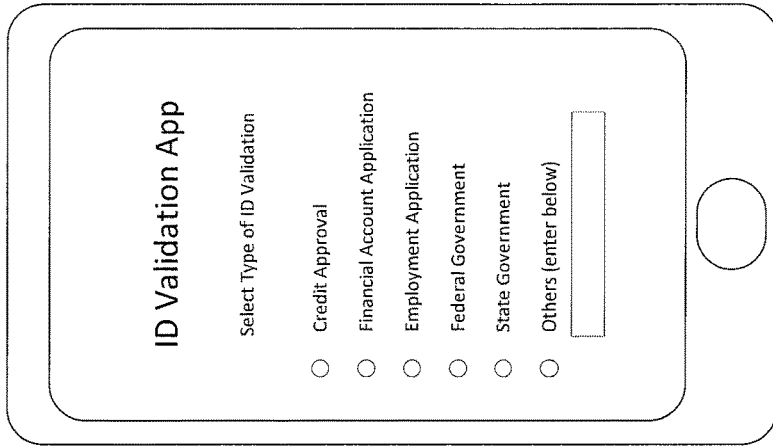 ID Validation App
Select Type of ID Validation
Credit Approval
Financial Account Application
Employment Application
Federal Government
State Government
Others (enter below)